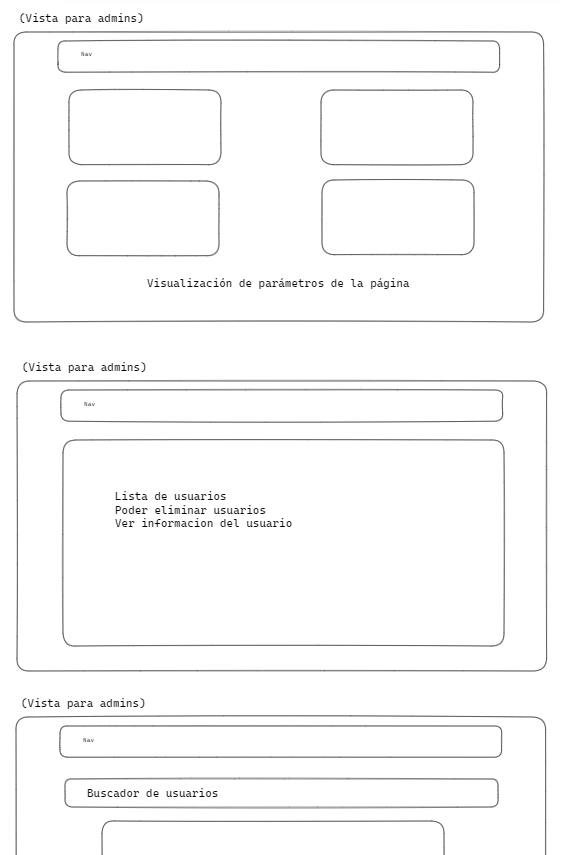 (Vista para admins)
Nav
Visualización de parámetros de la página
(Vista para admins)
Nav
Lista de usuarios
Poder eliminar usuarios
Ver informacion del usuario
(Vista para admins)
Nav
Buscador de usuarios